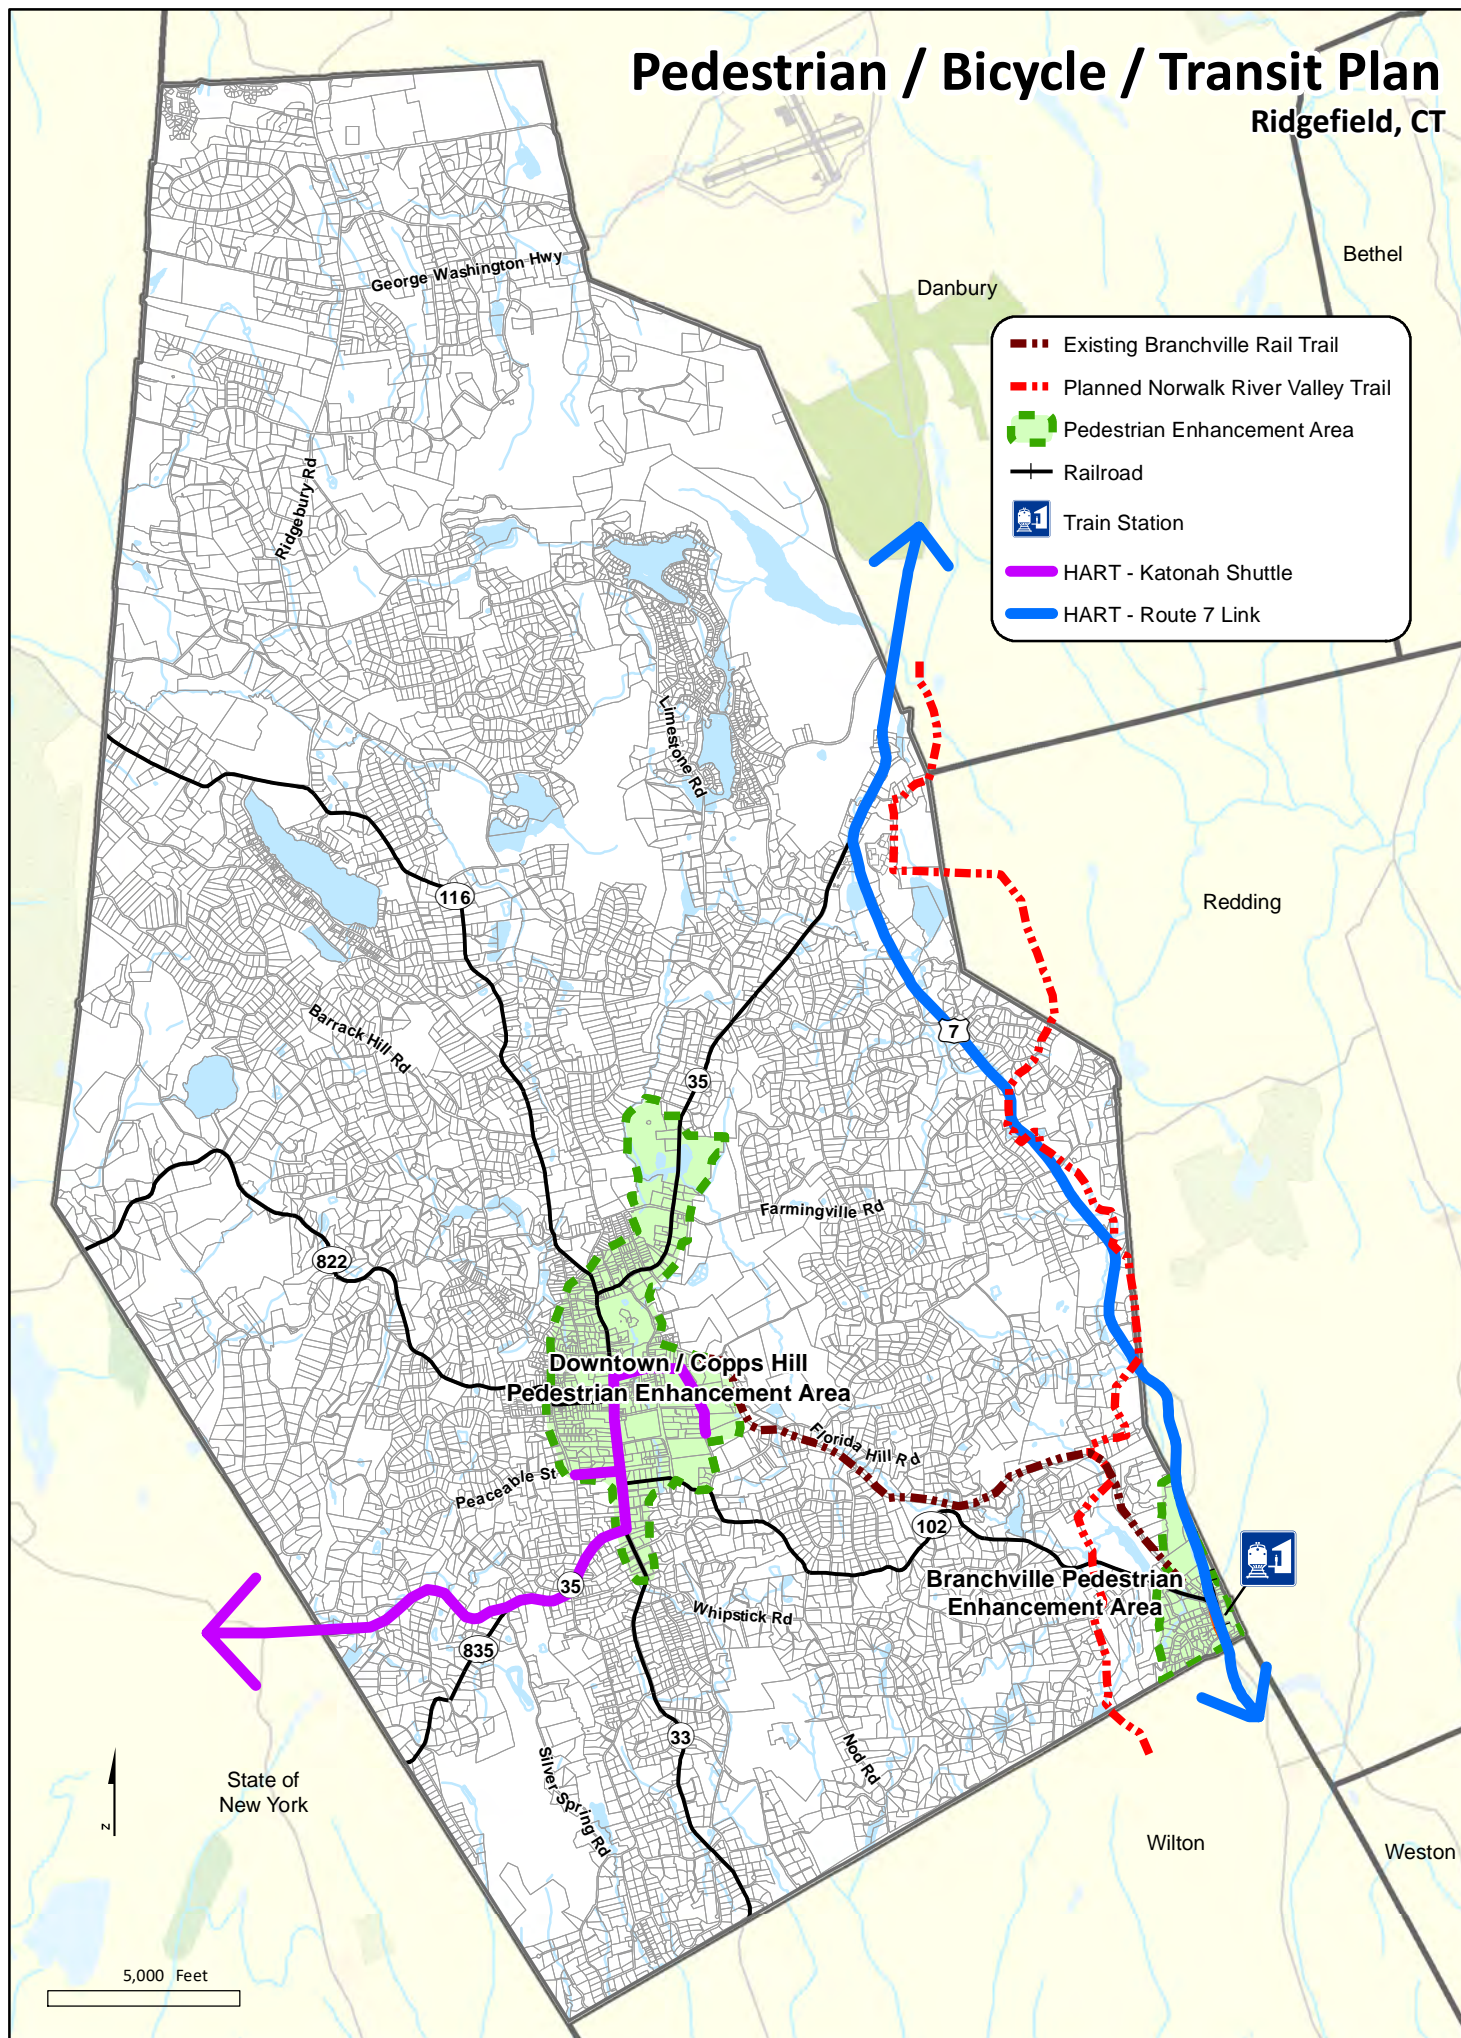 Pedestrian / Bicycle / Transit Plan
Ridgefield, CT
Bethel
George Washington Hwy
Danbury
Existing Branchville Rail Trail
Planned Norwalk River Valley Trail
Pedestrian Enhancement Area
Railroad
Train Station
HART - Katonah Shuttle
HART - Route 7 Link
Ridgebury Rd
Limestone Rd
116
Redding
7
Barrack Hill Rd
35
Farmingville Rd
822
Downtown / Copps Hill
Pedestrian Enhancement Area
Florida Hill Rd
Peaceable St
102
Branchville Pedestrian
Enhancement Area
35
Whipstick Rd
835
33
Nod Rd
Silver Spring Rd
State of
New York
z
Wilton
Weston
5,000 Feet